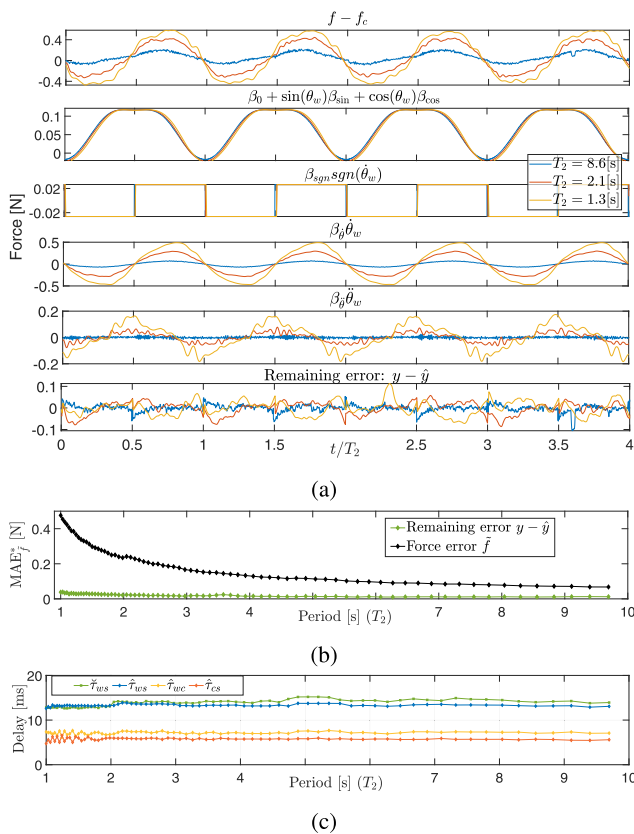 f − f_c
0.4
0
-0.4
β_0 + sin(θ_w)β_sin + cos(θ_w)β_cos
0.1
0.05
0
T_2 = 8.6[s]
T_2 = 2.1[s]
T_2 = 1.3[s]
β_sgn sgn(θ̇_w)
0.02
-0.02
Force [N]
β_θ̇ θ̇_w
0.5
0
-0.5
β_θ̈ θ̈_w
0.2
0
-0.2
Remaining error: y − ŷ
0.1
0
-0.1
0 0.5 1 1.5 2 2.5 3 3.5 4
t/T_2
(a)
MAE*_f̃ [N]
0.4
0.2
0
Remaining error y − ŷ
Force error f̃
1 2 3 4 5 6 7 8 9 10
Period [s] (T_2)
(b)
Delay [ms]
20
10
0
τ̆_ws τ̂_ws τ̂_wc τ̂_cs
1 2 3 4 5 6 7 8 9 10
Period [s] (T_2)
(c)